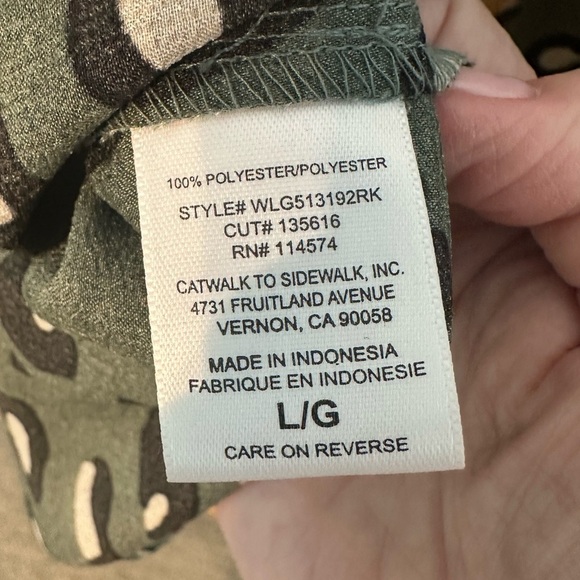 100% POLYESTER/POLYESTER
STYLE# WLG513192RK
CUT# 135616
RN# 114574
CATWALK TO SIDEWALK, INC.
4731 FRUITLAND AVENUE
VERNON, CA 90058
MADE IN INDONESIA
FABRIQUE EN INDONESIE
L/G
CARE ON REVERSE